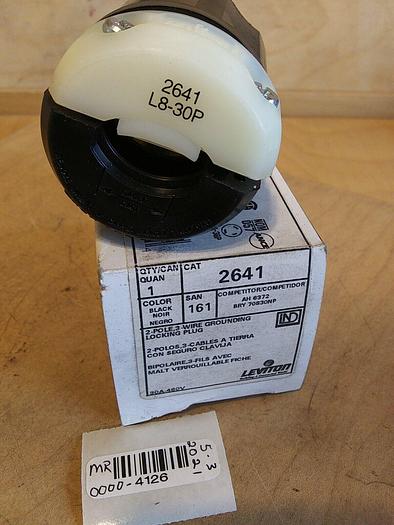 2641
L8-30P
QTY/CAN
QUAN
1
CAT
2641
COLOR
BLACK
NOIR
NEGRO
SAN
161
COMPETITOR/COMPETIDOR
AH 6372
BRY 70830NP
IND
2-POLE,3-WIRE GROUNDING
LOCKING PLUG
2-POLOS,3-CABLES A TIERRA
CON SEGURO CLAVIJA
BIPOLAIRE,3-FILS AVEC
MALT VERROUILLABLE FICHE
LEVITON
30A-480V
MR
0000-4126
5-3
2021